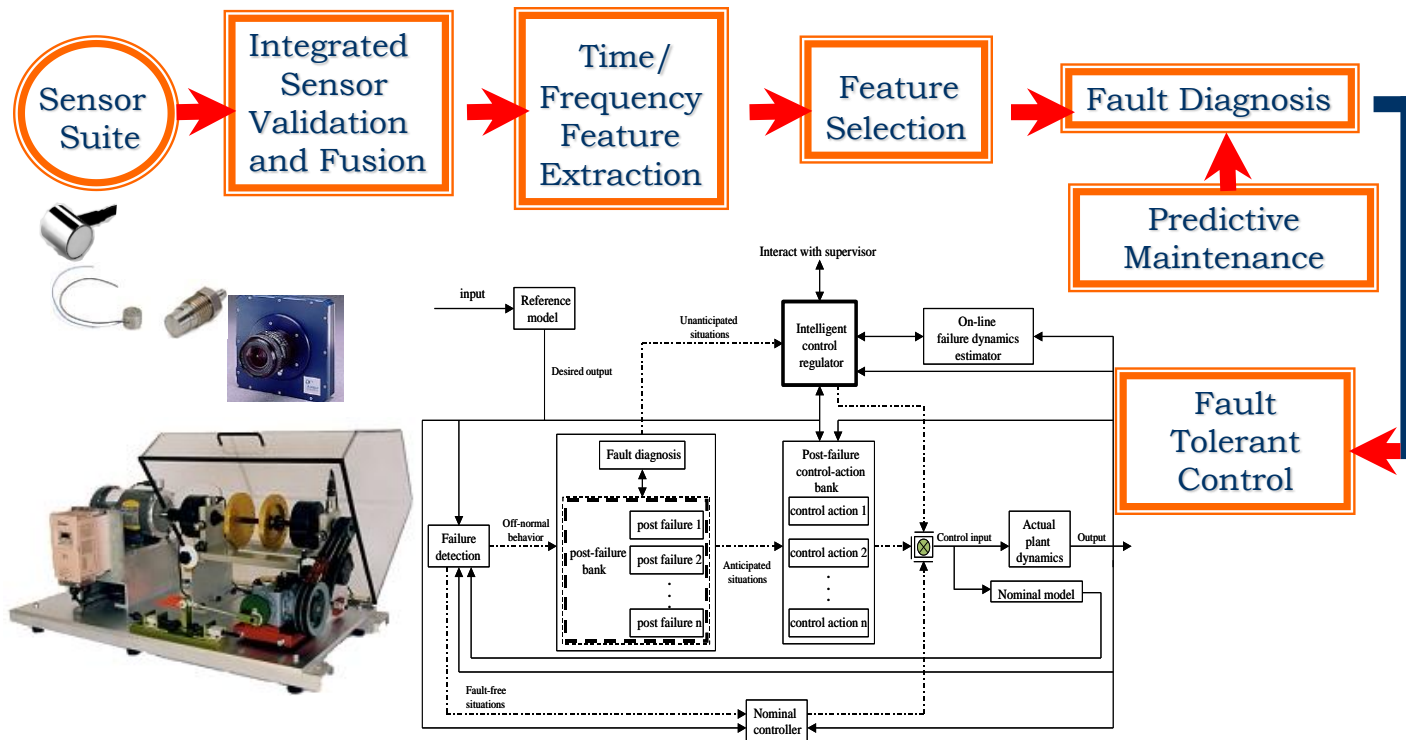 Sensor
Suite
Integrated
Sensor
Validation
and Fusion
Time/
Frequency
Feature
Extraction
Feature
Selection
Fault Diagnosis
Predictive
Maintenance
Fault
Tolerant
Control
Interact with supervisor
input
Reference
model
Unanticipated
situations
Intelligent
control
regulator
On-line
failure dynamics
estimator
Desired output
Fault diagnosis
Post-failure
control-action
bank
post failure 1
post-failure
bank
post failure 2
post failure n
control action 1
control action 2
control action n
Failure
detection
Off-normal
behavior
Anticipated
situations
Control input
Actual
plant
dynamics
Output
Nominal model
Fault-free
situations
Nominal
controller